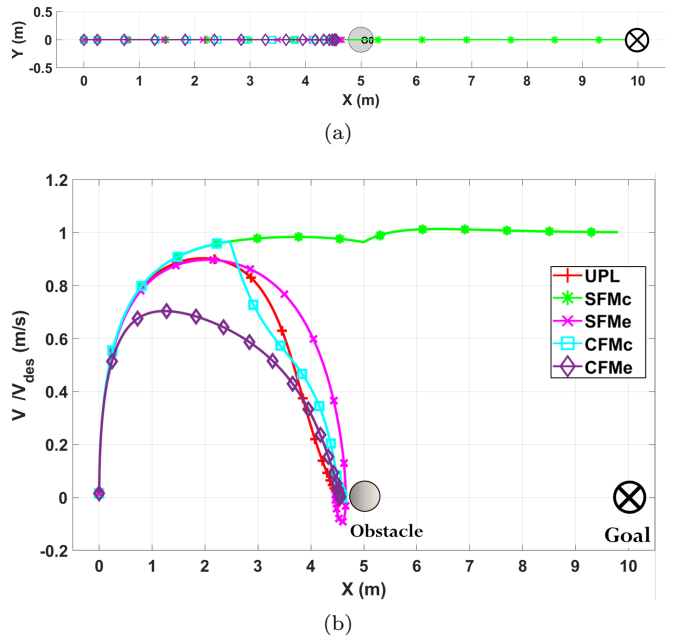 0.5
0
-0.5
Y (m)
0 1 2 3 4 5 6 7 8 9 10
X (m)
(a)
1.2
1
0.8
0.6
0.4
0.2
0
-0.2
V /Vdes (m/s)
UPL
SFMc
SFMe
CFMc
CFMe
Obstacle
Goal
0 1 2 3 4 5 6 7 8 9 10
X (m)
(b)